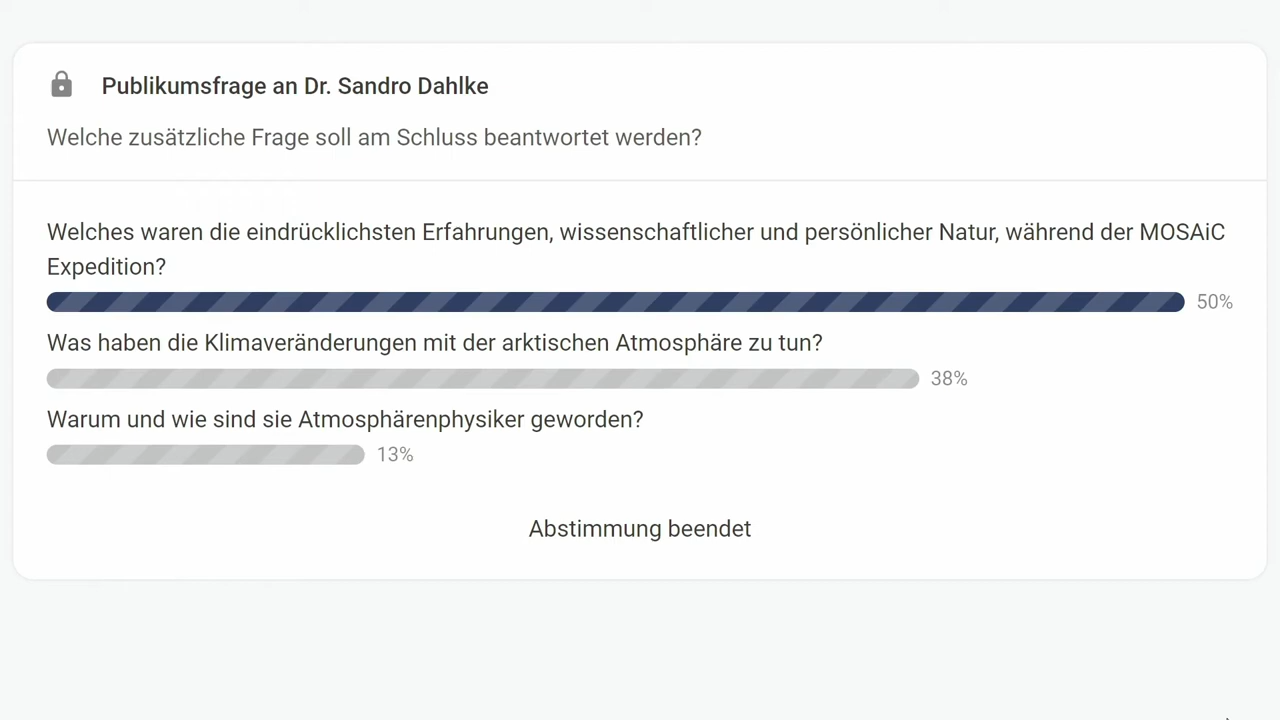 Publikumsfrage an Dr. Sandro Dahlke
Welche zusätzliche Frage soll am Schluss beantwortet werden?
Welches waren die eindrücklichsten Erfahrungen, wissenschaftlicher und persönlicher Natur, während der MOSAiC
Expedition?
50%
Was haben die Klimaveränderungen mit der arktischen Atmosphäre zu tun?
38%
Warum und wie sind sie Atmosphärenphysiker geworden?
13%
Abstimmung beendet